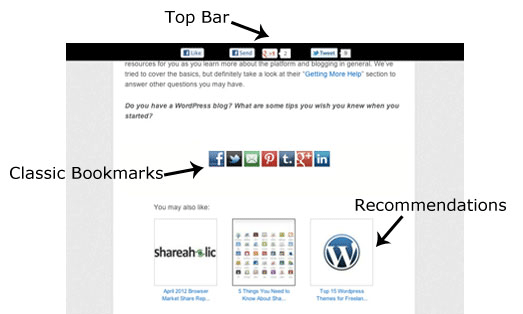 Top Bar
Like
Send
+1
2
Tweet
9
resources for you as you learn more about the platform and blogging in general. We've
tried to cover the basics, but definitely take a look at their "Getting More Help" section to
answer other questions you may have.
Do you have a WordPress blog? What are some tips you wish you knew when you
started?
Classic Bookmarks
Recommendations
You may also like:
shareaholic
April 2012 Browser
Market Share Rep...
5 Things You Need to
Know About Sha...
Top 15 Wordpress
Themes for Freelan...